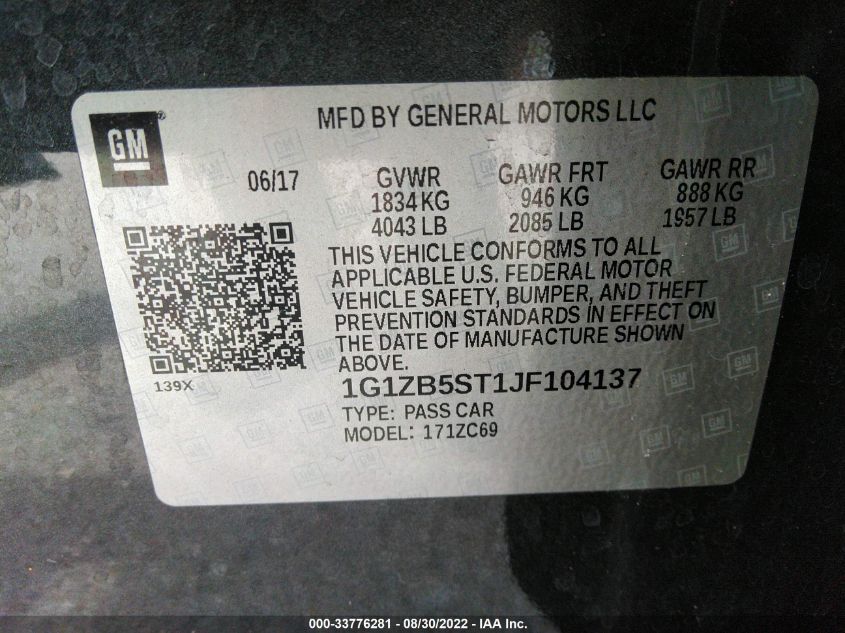 GM
MFD BY GENERAL MOTORS LLC
06/17 GVWR GAWR FRT GAWR RR
1834 KG 946 KG 888 KG
4043 LB 2085 LB 1957 LB
THIS VEHICLE CONFORMS TO ALL
APPLICABLE U.S. FEDERAL MOTOR
VEHICLE SAFETY, BUMPER, AND THEFT
PREVENTION STANDARDS IN EFFECT ON
THE DATE OF MANUFACTURE SHOWN
ABOVE.
139X
1G1ZB5ST1JF104137
TYPE: PASS CAR
MODEL: 171ZC69
000-33776281 - 08/30/2022 - IAA Inc.